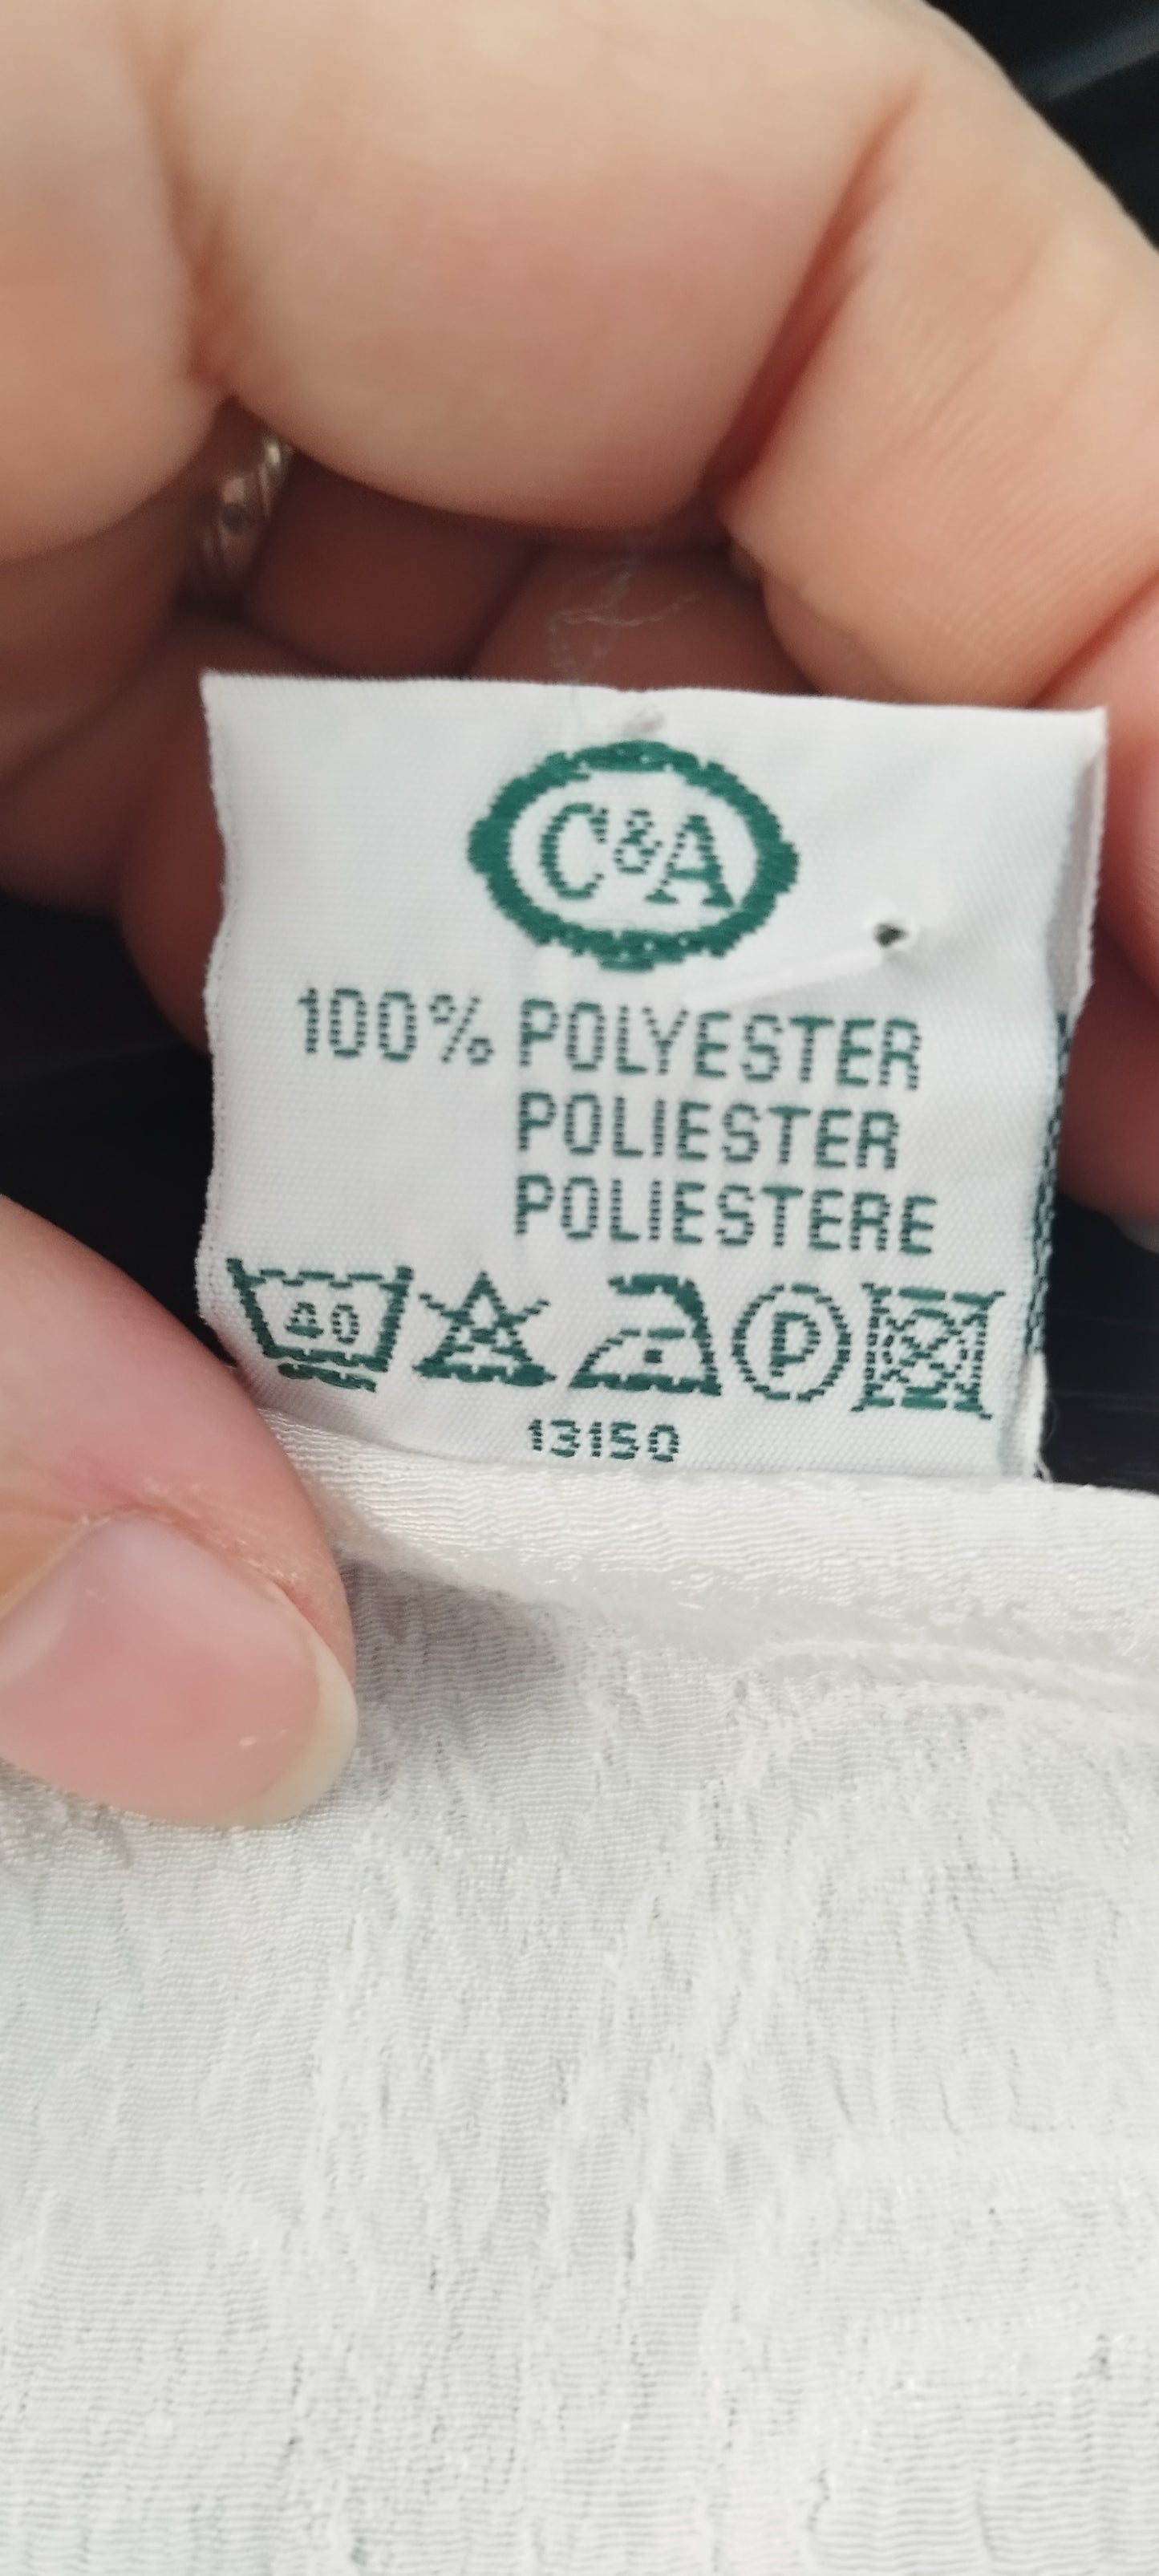 C&A
100% POLYESTER
POLIESTER
POLIESTERE
40 P
13150